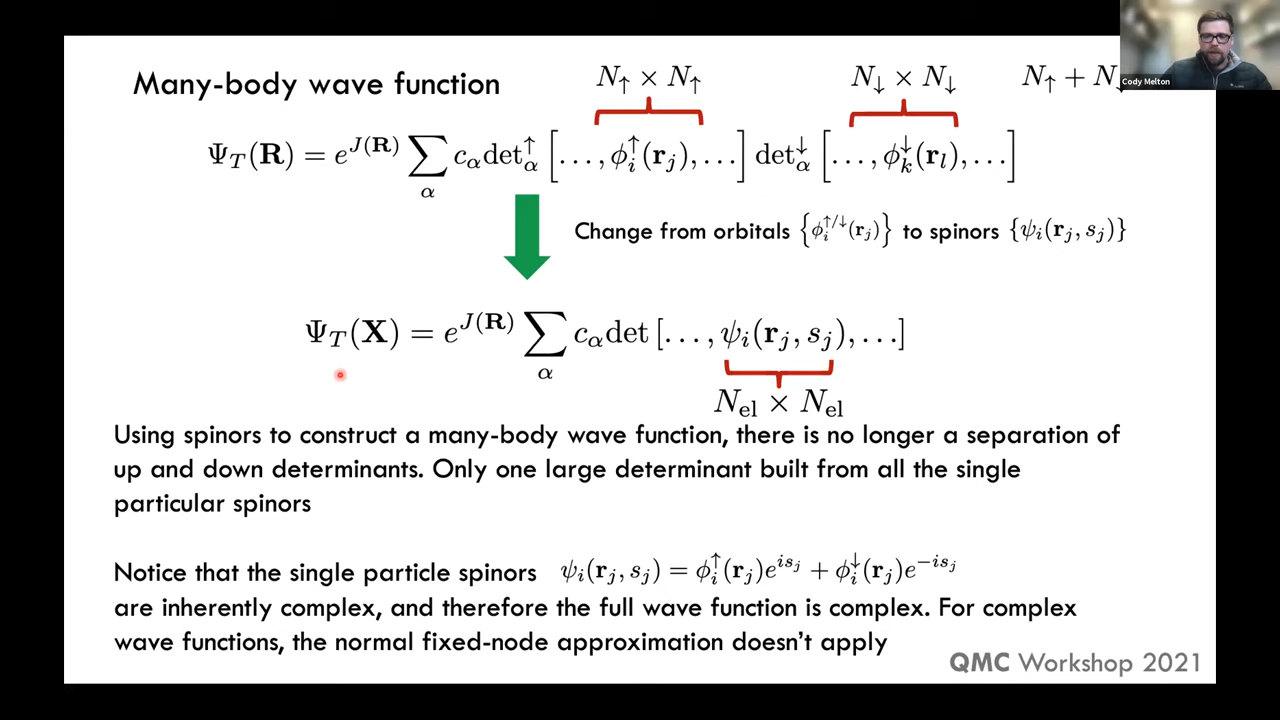 Many-body wave function
N↑ × N↑
N↓ × N↓
N↑ + N↓
Cody Melton
Ψ_T(𝐑) = e^{J(𝐑)} ∑_α c_α det_α^↑ [..., φ_i^↑(𝐫_j), ...] det_α^↓ [..., φ_k^↓(𝐫_l), ...]
Change from orbitals {φ_i^{↑/↓}(𝐫_j)} to spinors {ψ_i(𝐫_j, s_j)}
Ψ_T(𝐗) = e^{J(𝐑)} ∑_α c_α det [..., ψ_i(𝐫_j, s_j), ...]
N_el × N_el
Using spinors to construct a many-body wave function, there is no longer a separation of
up and down determinants. Only one large determinant built from all the single
particular spinors
Notice that the single particle spinors ψ_i(𝐫_j, s_j) = φ_i^↑(𝐫_j)e^{is_j} + φ_i^↓(𝐫_j)e^{-is_j}
are inherently complex, and therefore the full wave function is complex. For complex
wave functions, the normal fixed-node approximation doesn't apply
QMC Workshop 2021